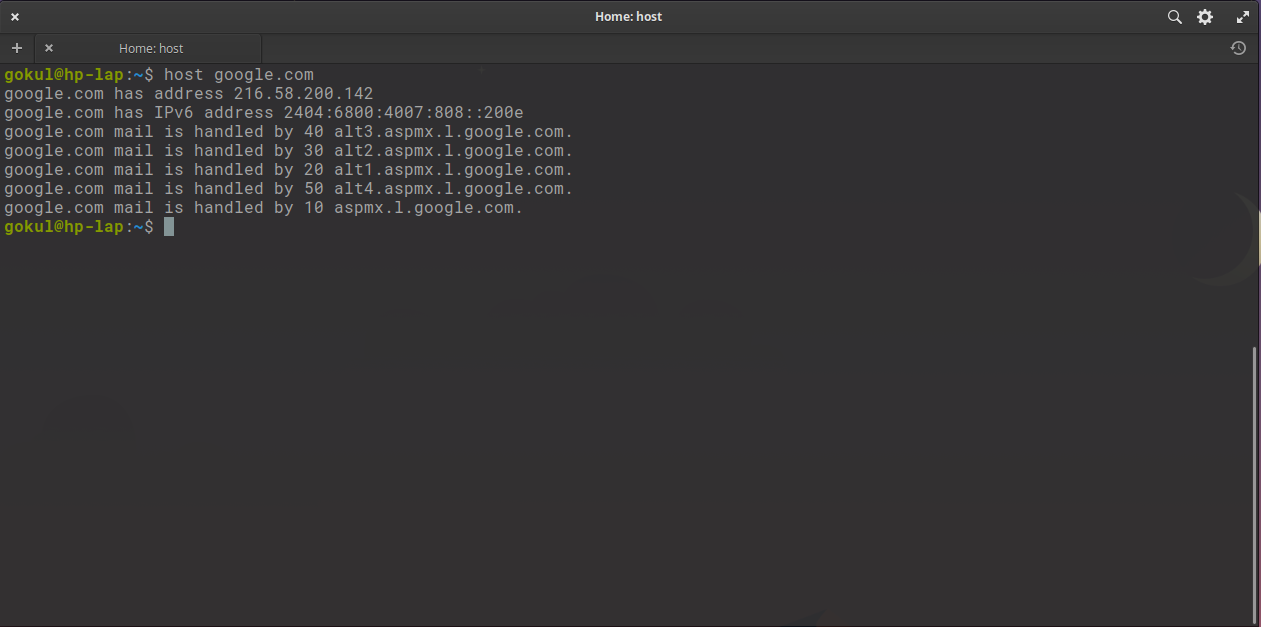 Home: host
Home: host
gokul@hp-lap:~$ host google.com
google.com has address 216.58.200.142
google.com has IPv6 address 2404:6800:4007:808::200e
google.com mail is handled by 40 alt3.aspmx.l.google.com.
google.com mail is handled by 30 alt2.aspmx.l.google.com.
google.com mail is handled by 20 alt1.aspmx.l.google.com.
google.com mail is handled by 50 alt4.aspmx.l.google.com.
google.com mail is handled by 10 aspmx.l.google.com.
gokul@hp-lap:~$